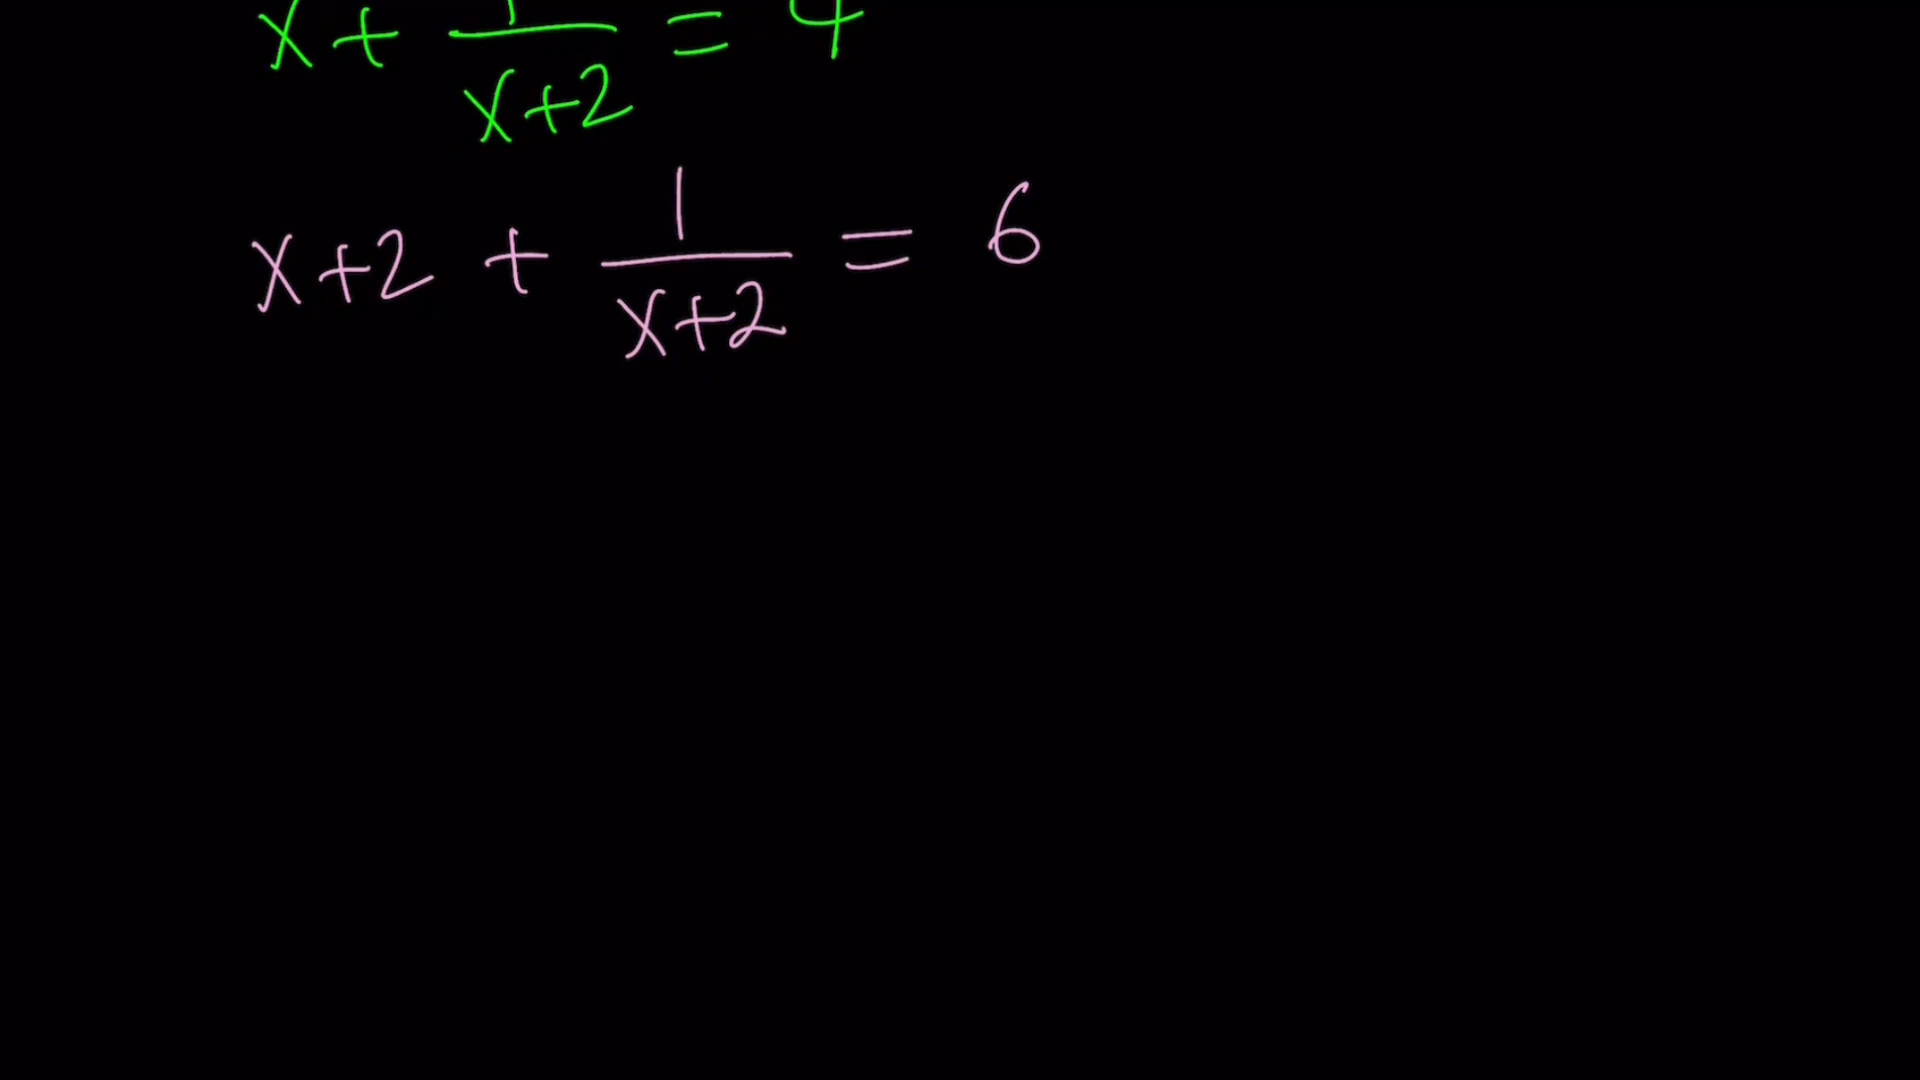 x + 1/(x+2) = 4
x+2 + 1/(x+2) = 6